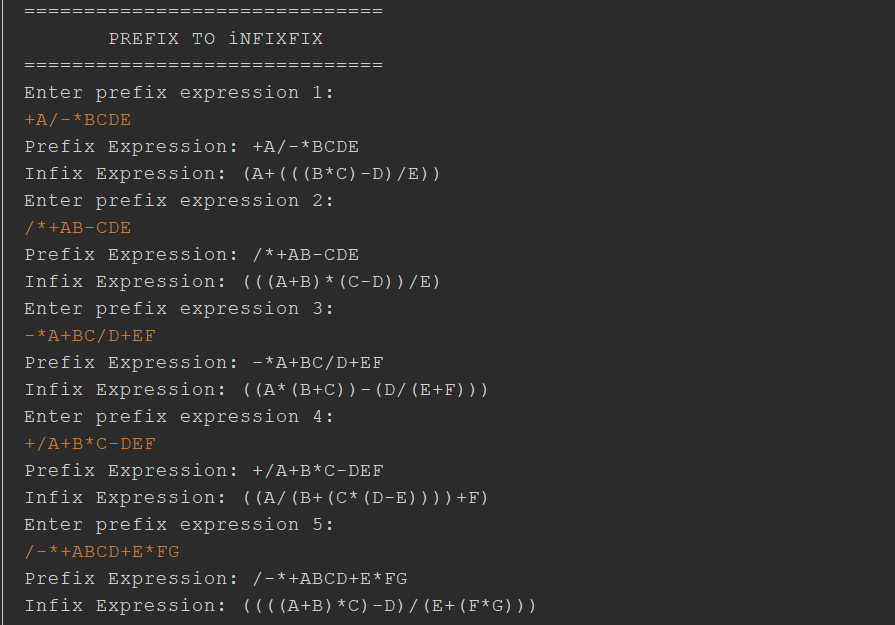 ==============================
PREFIX TO iNFIXFIX
==============================
Enter prefix expression 1:
+A/-*BCDE
Prefix Expression: +A/-*BCDE
Infix Expression: (A+(((B*C)-D)/E))
Enter prefix expression 2:
/*+AB-CDE
Prefix Expression: /*+AB-CDE
Infix Expression: (((A+B)*(C-D))/E)
Enter prefix expression 3:
-*A+BC/D+EF
Prefix Expression: -*A+BC/D+EF
Infix Expression: ((A*(B+C))-(D/(E+F)))
Enter prefix expression 4:
+/A+B*C-DEF
Prefix Expression: +/A+B*C-DEF
Infix Expression: ((A/(B+(C*(D-E))))+F)
Enter prefix expression 5:
/-*+ABCD+E*FG
Prefix Expression: /-*+ABCD+E*FG
Infix Expression: ((((A+B)*C)-D)/(E+(F*G)))